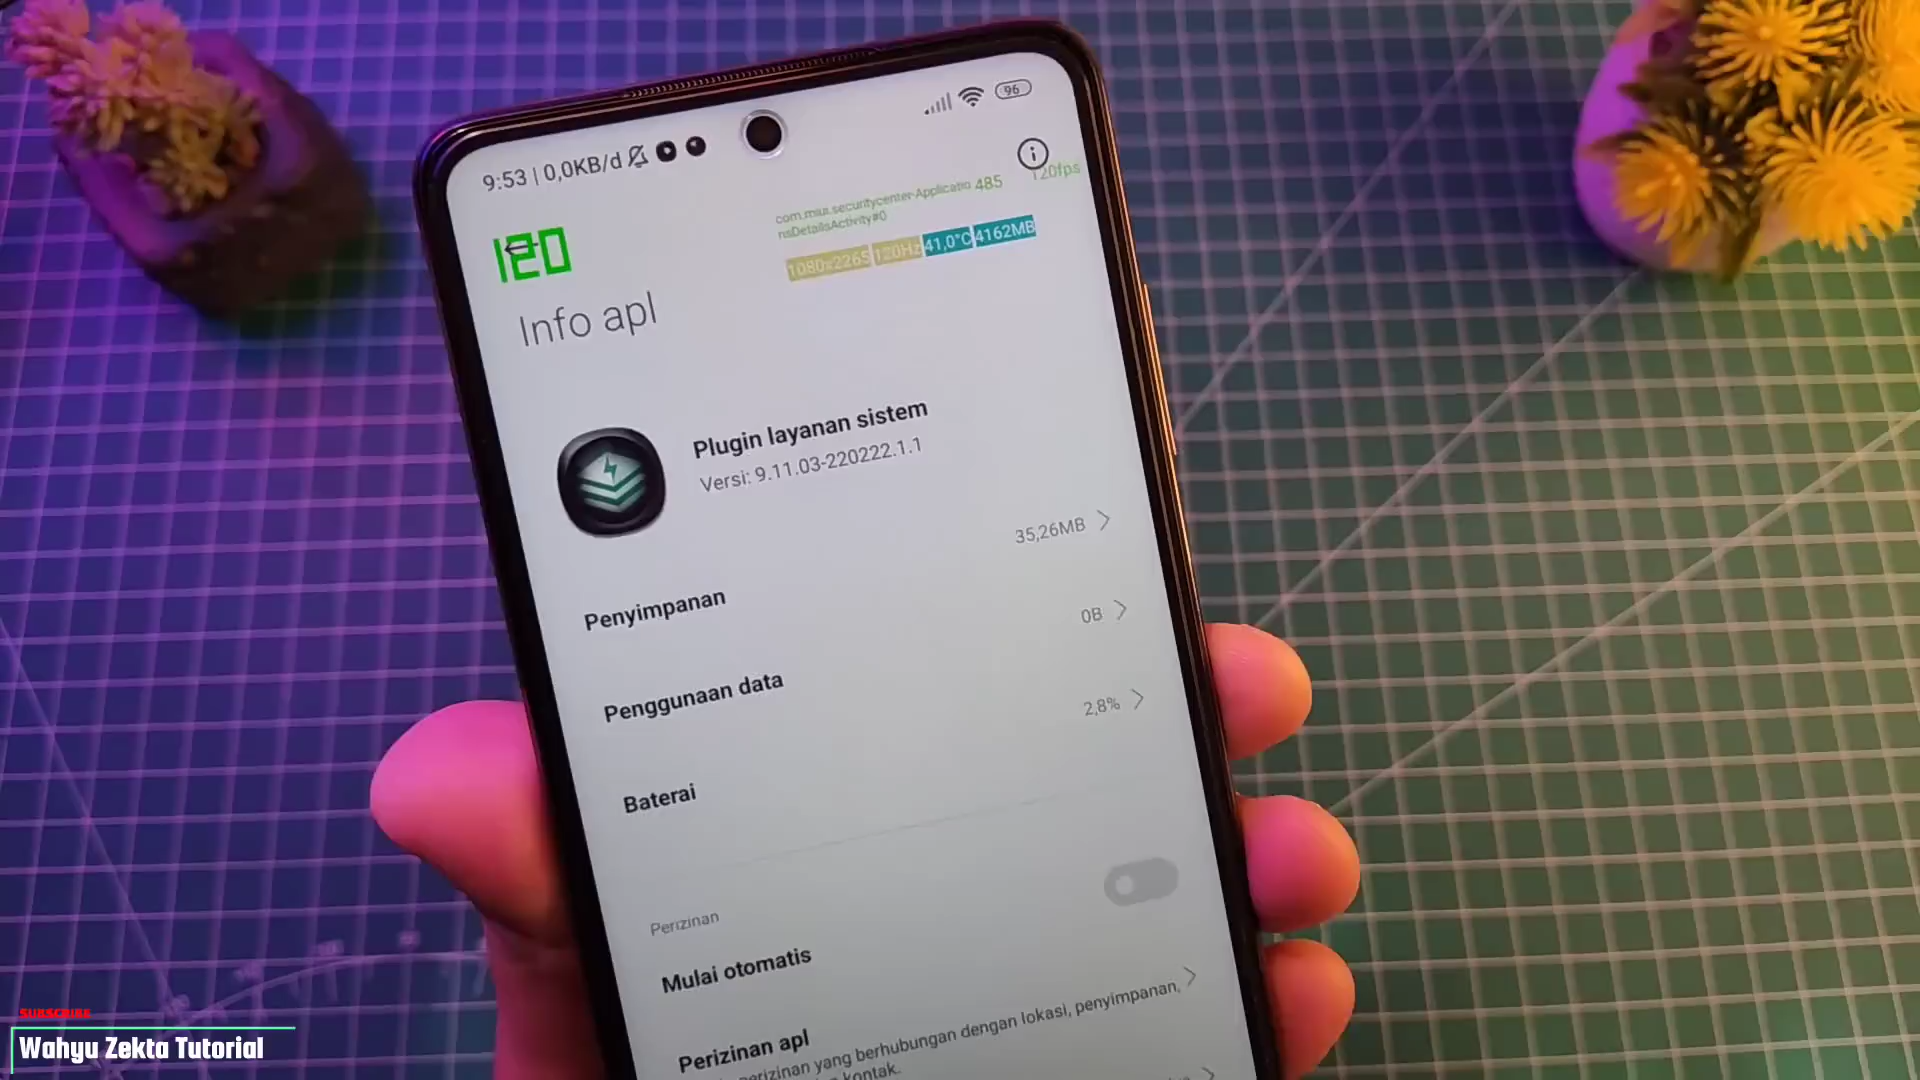 9:53 | 0,0KB/d
96
120fps
com.miui.securitycenter-Applicatio 485
nsDetailsActivity#0
120
1080x2265 120Hz 41,0°C 4162MB
Info apl
Plugin layanan sistem
Versi: 9.11.03-220222.1.1
35,26MB
Penyimpanan
0B
Penggunaan data
2,8%
Baterai
Perizinan
Mulai otomatis
Perizinan apl
perizinan yang berhubungan dengan lokasi, penyimpanan,
kontak.
SUBSCRIBE
Wahyu Zekta Tutorial